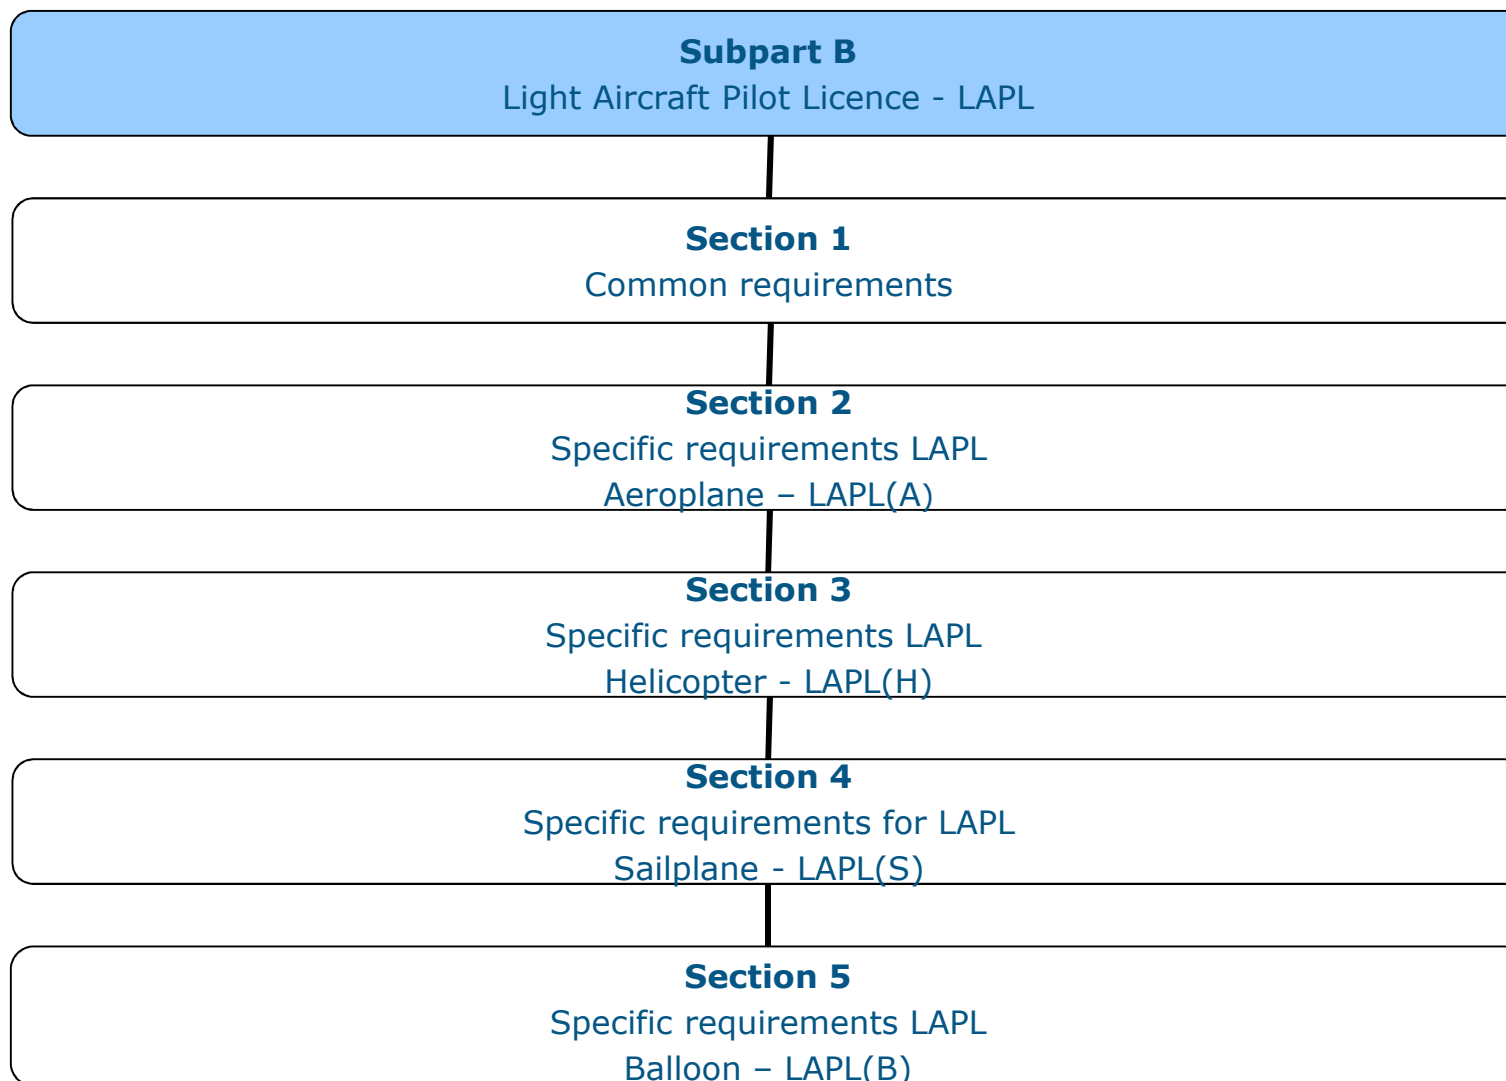 Subpart B
Light Aircraft Pilot Licence - LAPL
Section 1
Common requirements
Section 2
Specific requirements LAPL
Aeroplane – LAPL(A)
Section 3
Specific requirements LAPL
Helicopter - LAPL(H)
Section 4
Specific requirements for LAPL
Sailplane - LAPL(S)
Section 5
Specific requirements LAPL
Balloon – LAPL(B)